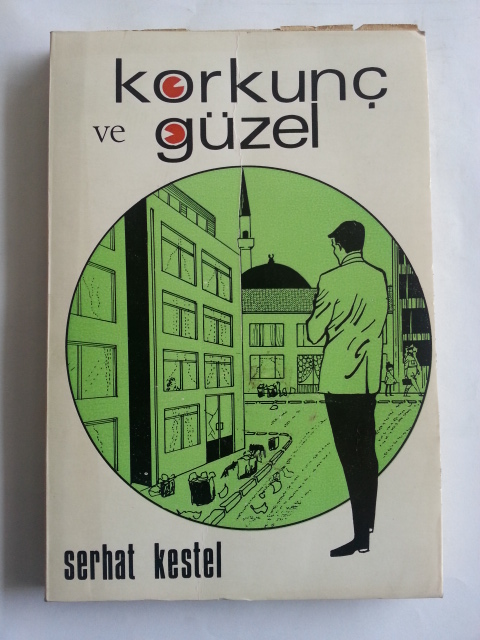 korkunç
ve güzel
serhat kestel